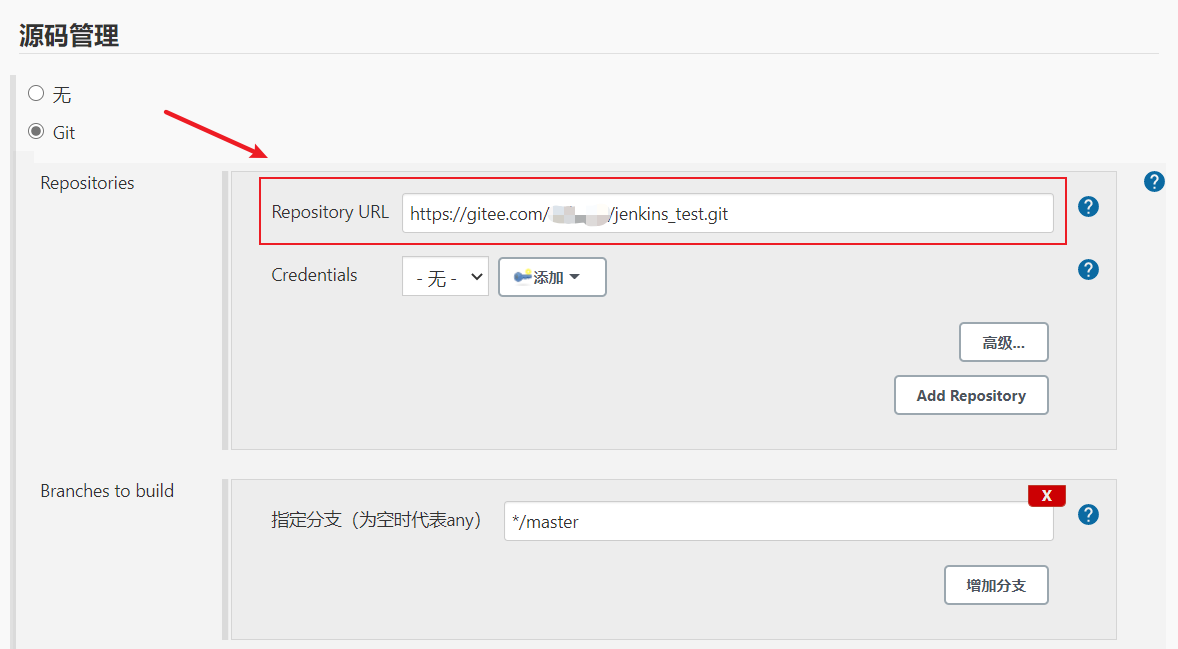 源码管理
无
Git
Repositories
Repository URL https://gitee.com/ /jenkins_test.git
?
?
Credentials - 无 - 添加
?
高级...
Add Repository
Branches to build
X
指定分支（为空时代表any） */master
?
增加分支